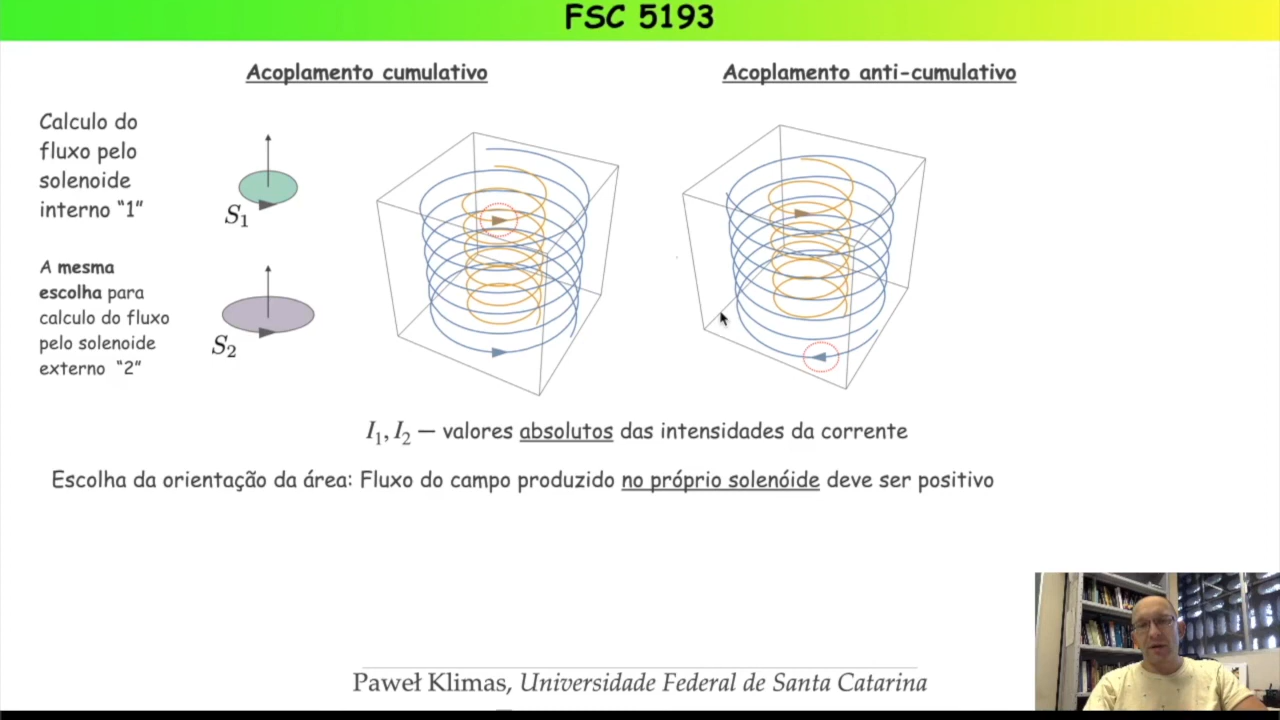 FSC 5193
Acoplamento cumulativo
Acoplamento anti-cumulativo
Calculo do
fluxo pelo
solenoide
interno “1”
S₁
A mesma
escolha para
calculo do fluxo
pelo solenoide
externo “2”
S₂
I₁, I₂ — valores absolutos das intensidades da corrente
Escolha da orientação da área: Fluxo do campo produzido no próprio solenóide deve ser positivo
Paweł Klimas, Universidade Federal de Santa Catarina